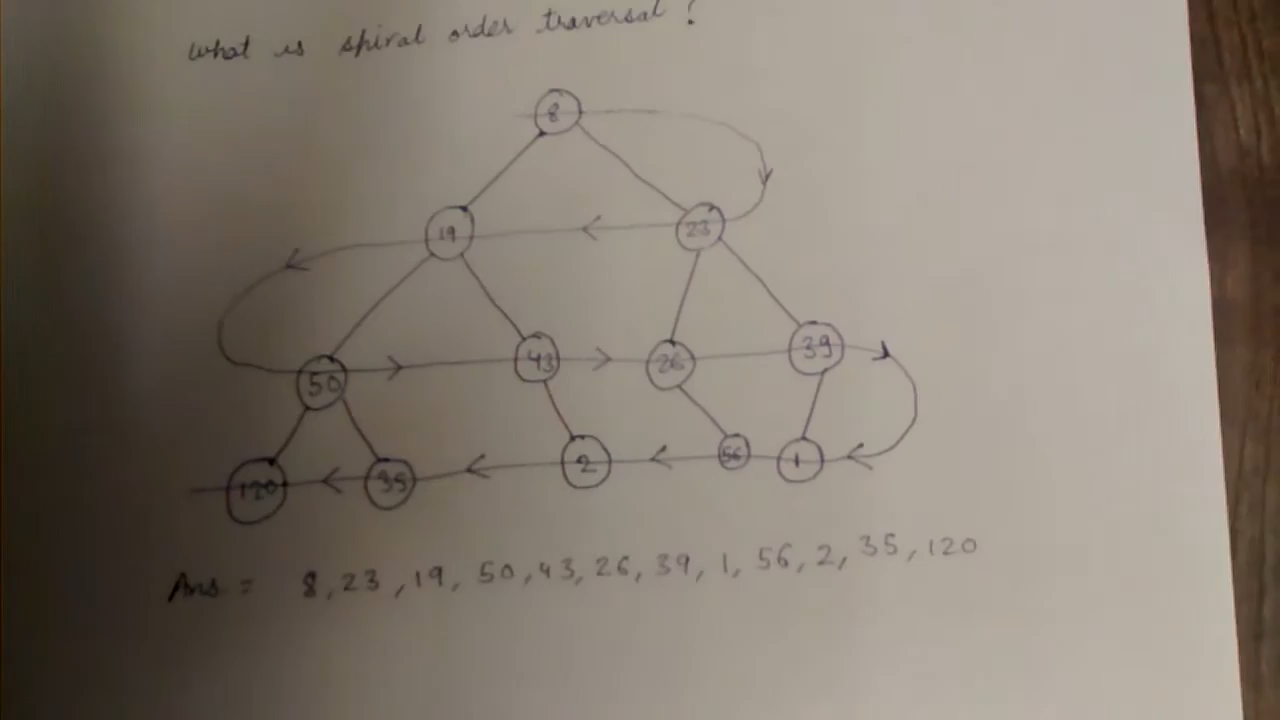 what is spiral order traversal?
8
19 23
50 43 26 39
120 35 2 56 1
Ans = 8, 23, 19, 50, 43, 26, 39, 1, 56, 2, 35, 120